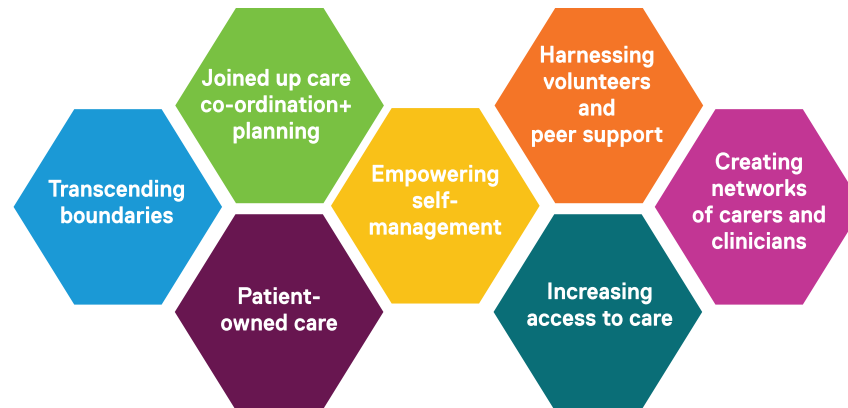 Transcending
boundaries
Joined up care
co-ordination+
planning
Patient-
owned care
Empowering
self-
management
Harnessing
volunteers
and
peer support
Increasing
access to care
Creating
networks
of carers and
clinicians